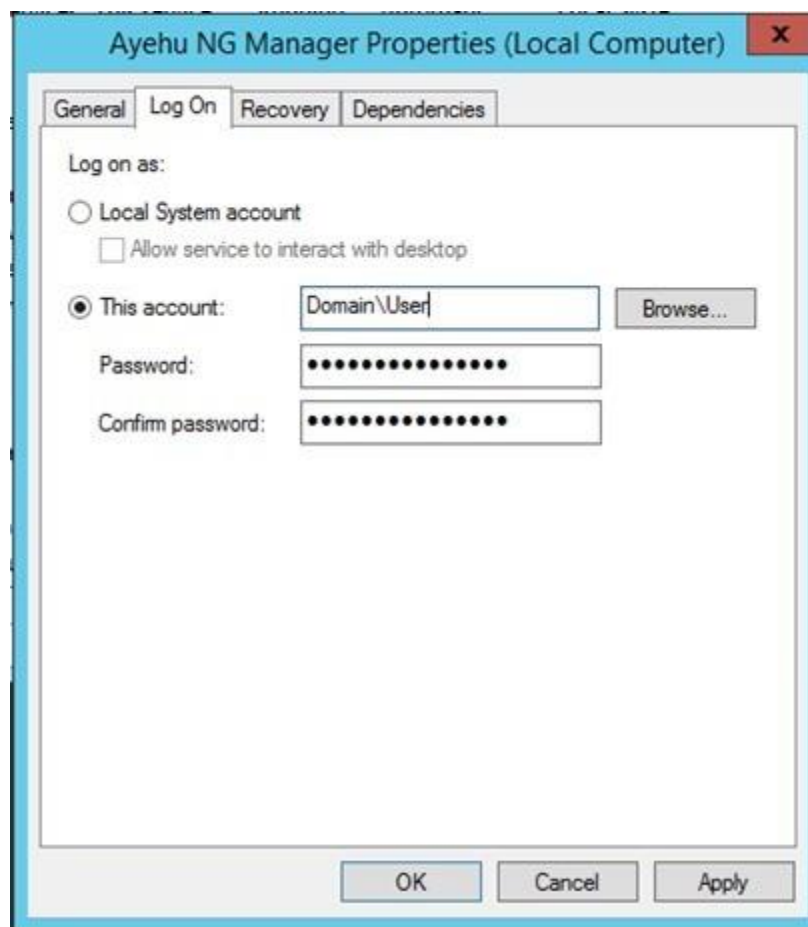 Ayehu NG Manager Properties (Local Computer)
x
General Log On Recovery Dependencies
Log on as:
Local System account
Allow service to interact with desktop
This account: Domain\User Browse...
Password: •••••••••••••••
Confirm password: •••••••••••••••
OK Cancel Apply